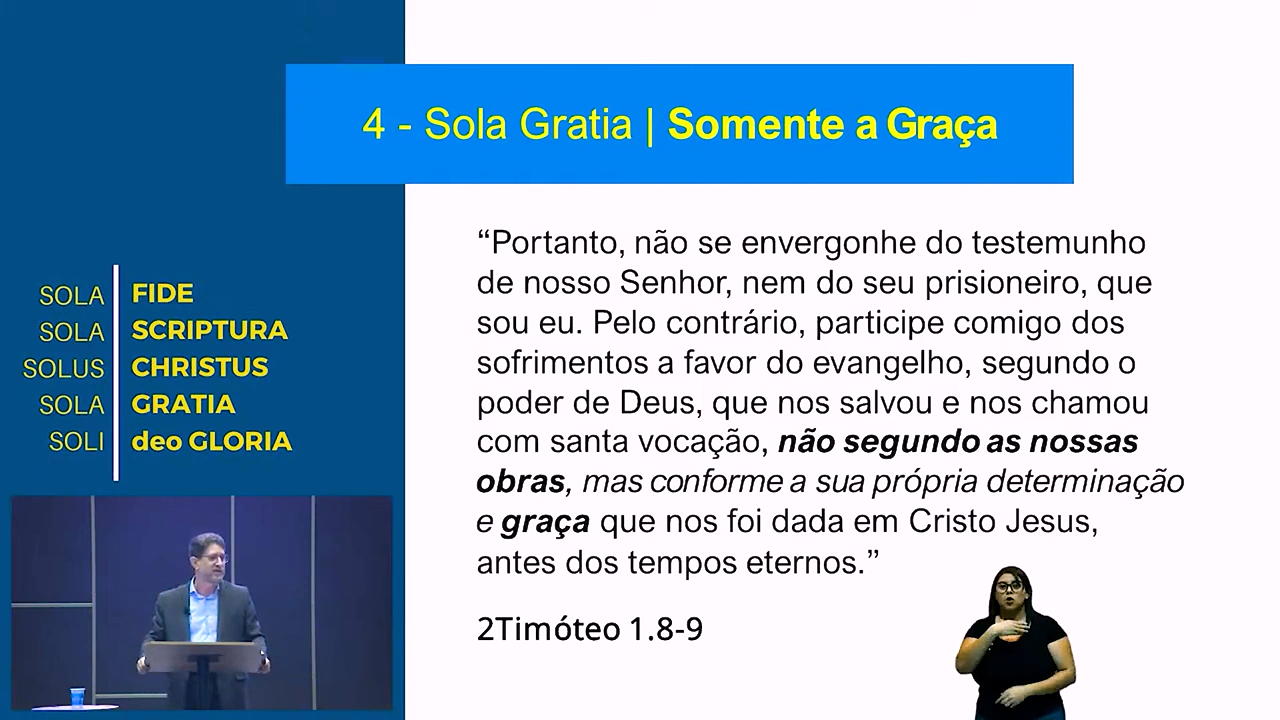 4 - Sola Gratia | Somente a Graça
SOLA FIDE
SOLA SCRIPTURA
SOLUS CHRISTUS
SOLA GRATIA
SOLI deo GLORIA
“Portanto, não se envergonhe do testemunho
de nosso Senhor, nem do seu prisioneiro, que
sou eu. Pelo contrário, participe comigo dos
sofrimentos a favor do evangelho, segundo o
poder de Deus, que nos salvou e nos chamou
com santa vocação, não segundo as nossas
obras, mas conforme a sua própria determinação
e graça que nos foi dada em Cristo Jesus,
antes dos tempos eternos.”
2Timóteo 1.8-9